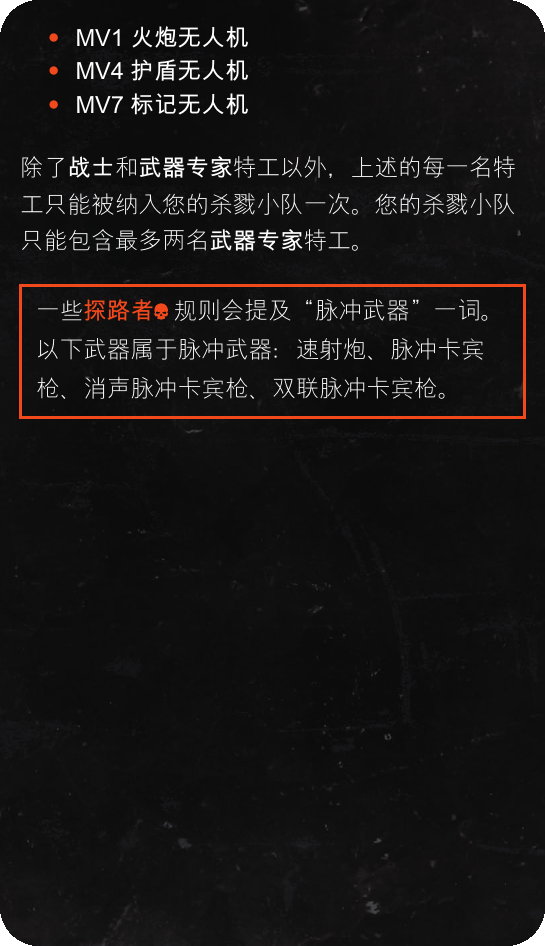 MV1 火炮无人机
MV4 护盾无人机
MV7 标记无人机
除了战士和武器专家特工以外，上述的每一名特
工只能被纳入您的杀戮小队一次。您的杀戮小队
只能包含最多两名武器专家特工。
一些探路者 规则会提及“脉冲武器”一词。
以下武器属于脉冲武器：速射炮、脉冲卡宾
枪、消声脉冲卡宾枪、双联脉冲卡宾枪。